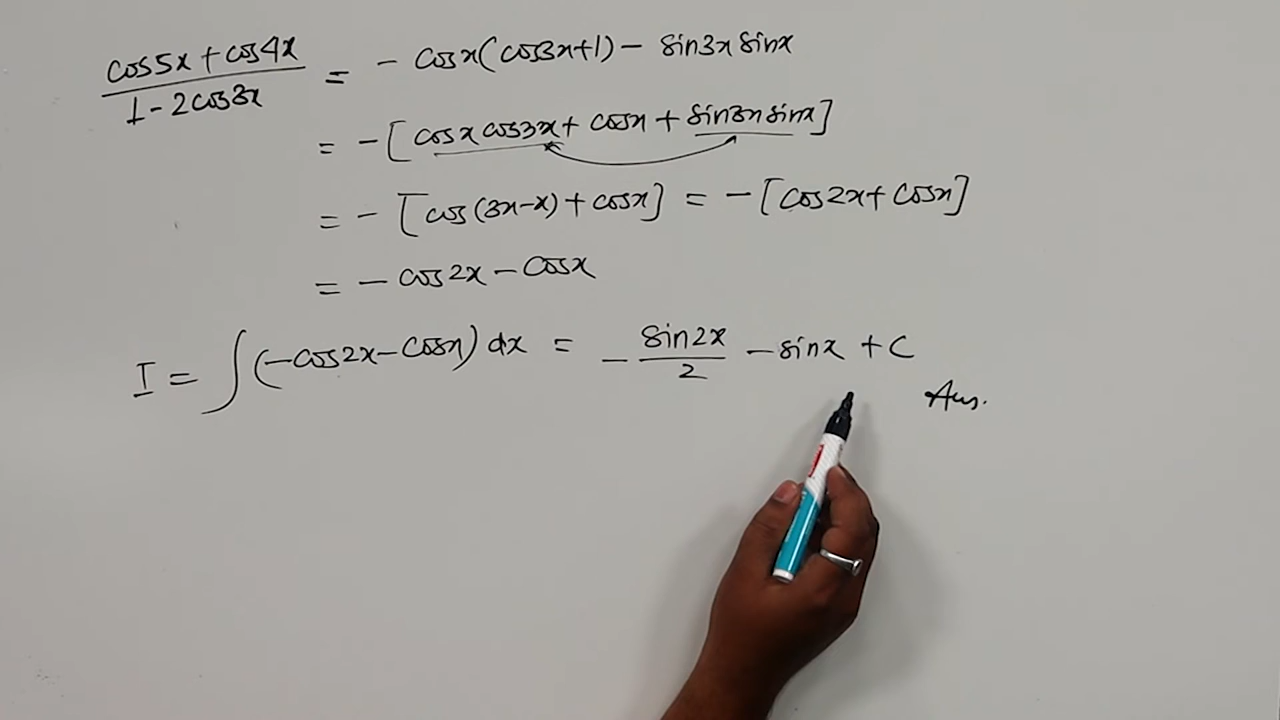 (cos5x + cos4x)/(1 - 2cos3x) = - cosx(cos3x+1) - sin3x sinx
= -[cosx cos3x + cosx + sin3x sinx]
= - [cos(3x-x) + cosx] = -[cos2x + cosx]
= - cos2x - cosx
I = ∫(-cos2x - cosx) dx = - sin2x/2 - sinx + C
Ans.